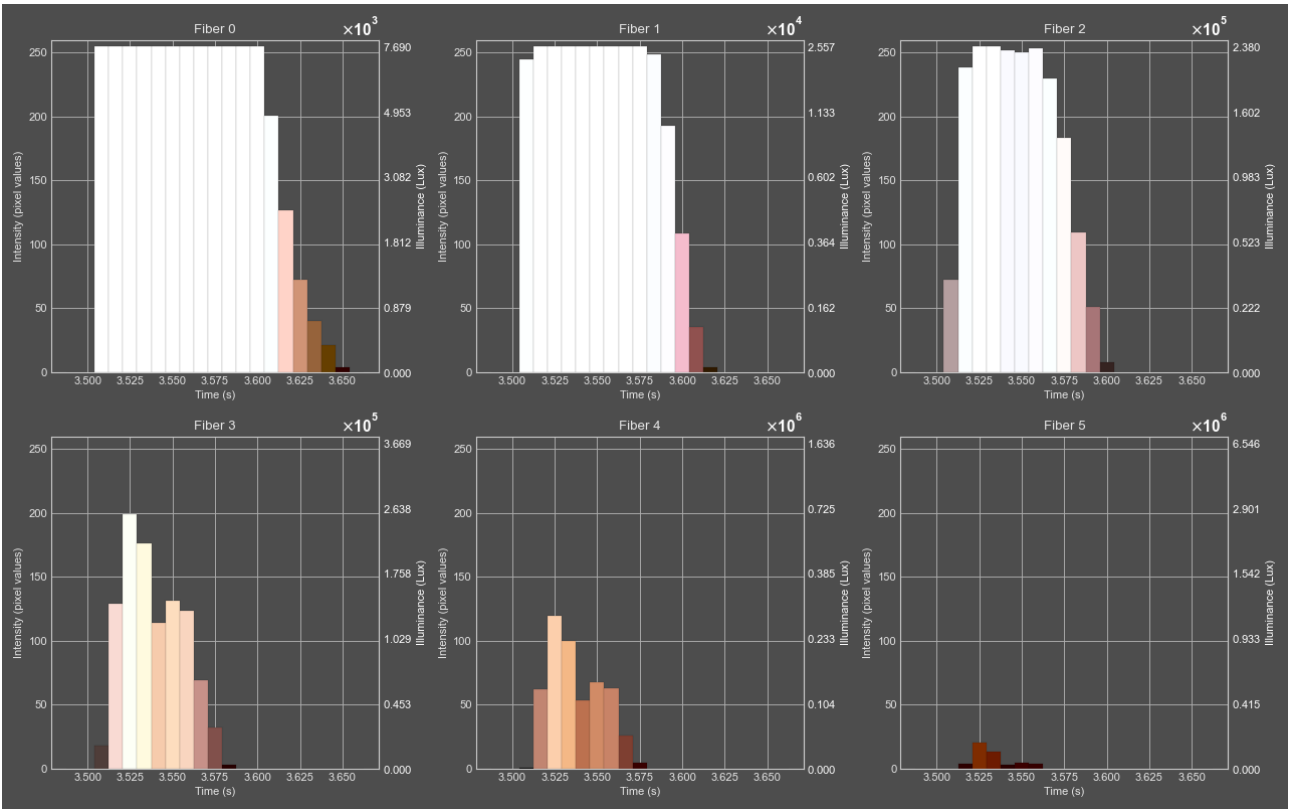 Fiber 0 ×10³
Fiber 1 ×10⁴
Fiber 2 ×10⁵
250 7.690
200 4.953
150 3.082
100 1.812
50 0.879
0 0.000
Intensity (pixel values)
Illuminance (Lux)
3.500 3.525 3.550 3.575 3.600 3.625 3.650
Time (s)
250 2.557
200 1.133
150 0.602
100 0.364
50 0.162
0 0.000
Intensity (pixel values)
Illuminance (Lux)
3.500 3.525 3.550 3.575 3.600 3.625 3.650
Time (s)
250 2.380
200 1.602
150 0.983
100 0.523
50 0.222
0 0.000
Intensity (pixel values)
Illuminance (Lux)
3.500 3.525 3.550 3.575 3.600 3.625 3.650
Time (s)
Fiber 3 ×10⁵
Fiber 4 ×10⁶
Fiber 5 ×10⁶
250 3.669
200 2.638
150 1.758
100 1.029
50 0.453
0 0.000
Intensity (pixel values)
Illuminance (Lux)
3.500 3.525 3.550 3.575 3.600 3.625 3.650
Time (s)
250 1.636
200 0.725
150 0.385
100 0.233
50 0.104
0 0.000
Intensity (pixel values)
Illuminance (Lux)
3.500 3.525 3.550 3.575 3.600 3.625 3.650
Time (s)
250 6.546
200 2.901
150 1.542
100 0.933
50 0.415
0 0.000
Intensity (pixel values)
Illuminance (Lux)
3.500 3.525 3.550 3.575 3.600 3.625 3.650
Time (s)